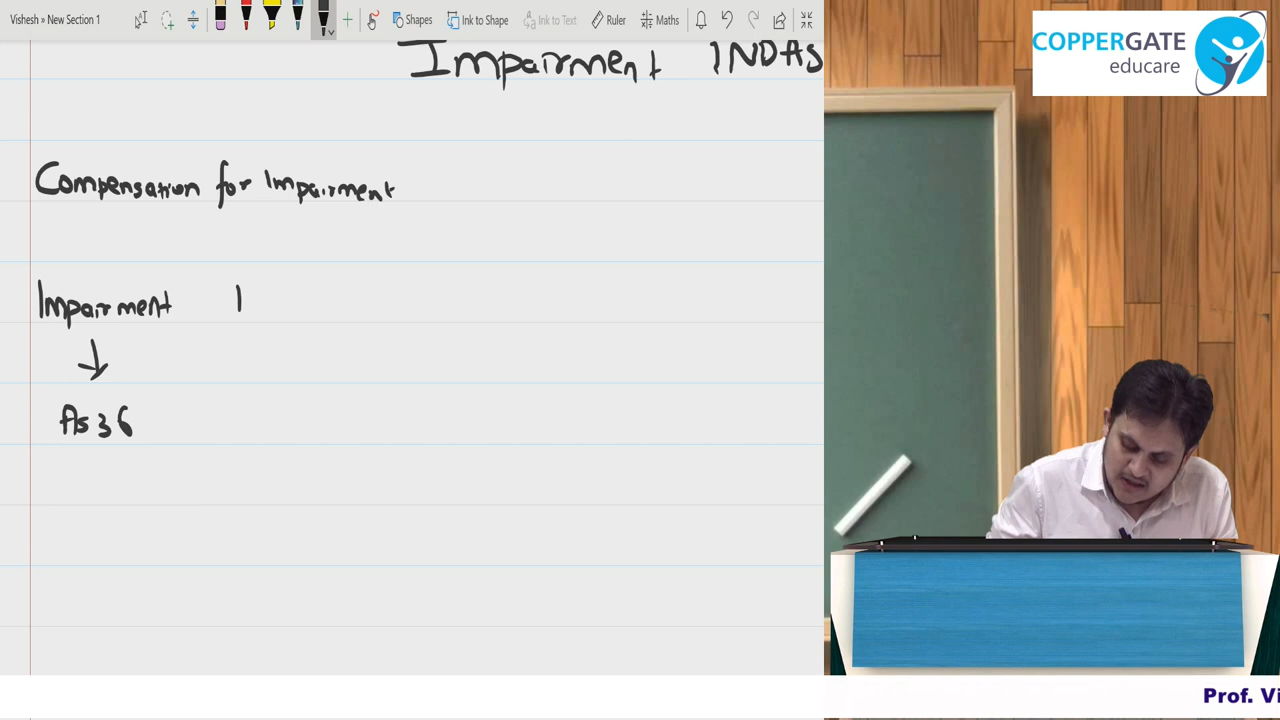 Vishesh » New Section 1
Shapes
Ink to Shape
Ink to Text
Ruler
Maths
COPPERGATE
educare
Impairment INDAS
Compensation for Impairment
Impairment I
↓
As 36
Prof. Vi